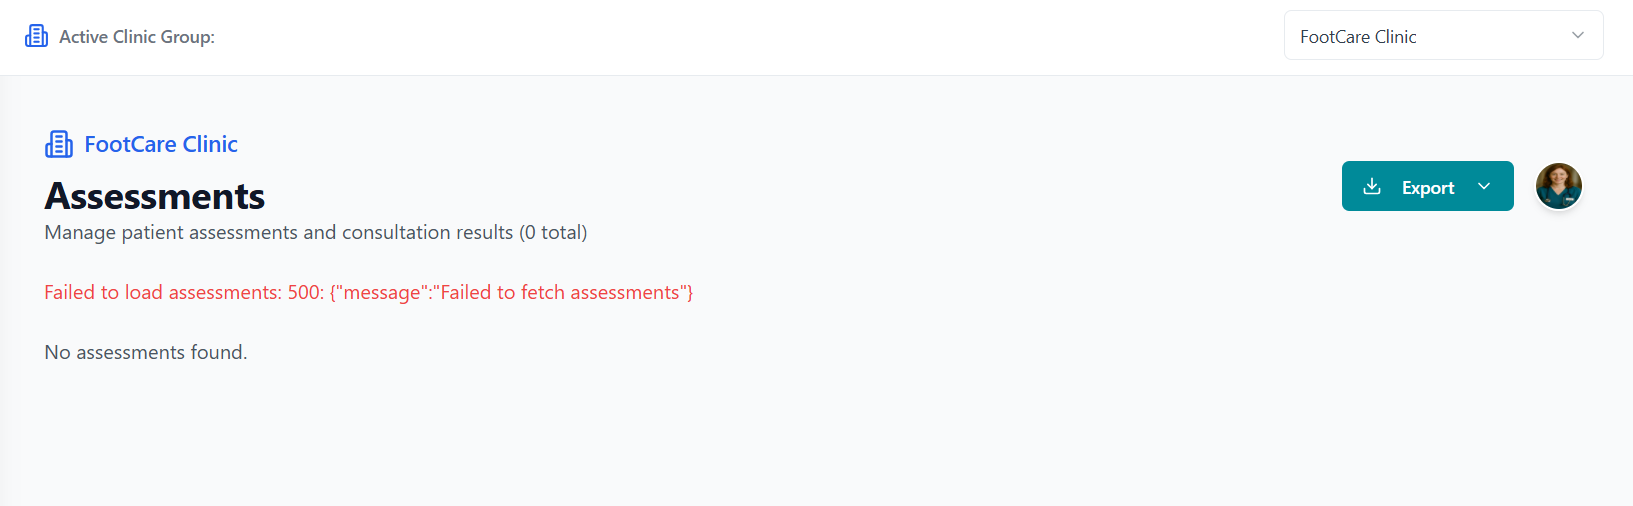 Active Clinic Group:
FootCare Clinic
FootCare Clinic
Assessments
Export
Manage patient assessments and consultation results (0 total)
Failed to load assessments: 500: {"message":"Failed to fetch assessments"}
No assessments found.